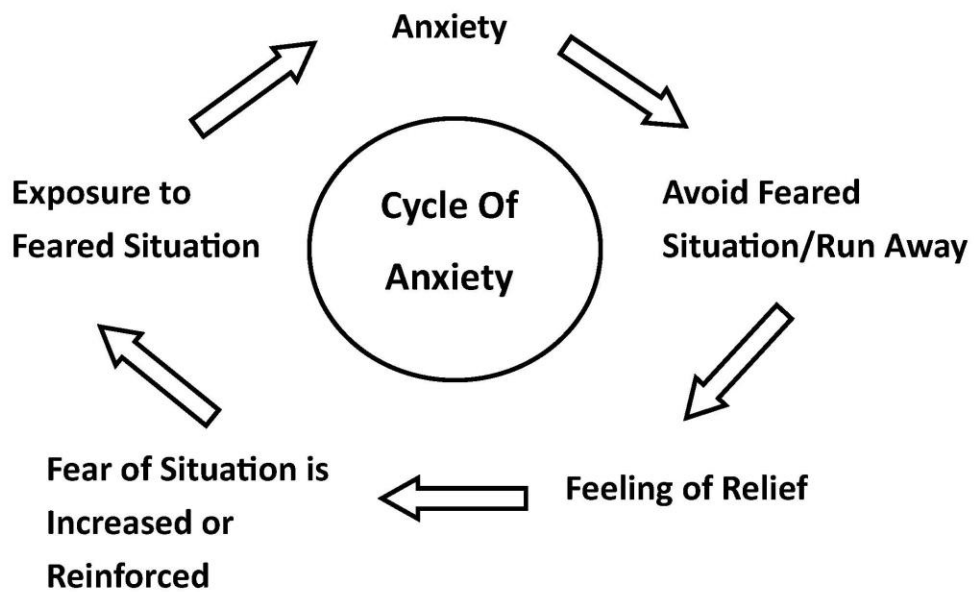 Anxiety
Avoid Feared
Situation/Run Away
Feeling of Relief
Fear of Situation is
Increased or
Reinforced
Exposure to
Feared Situation
Cycle Of
Anxiety